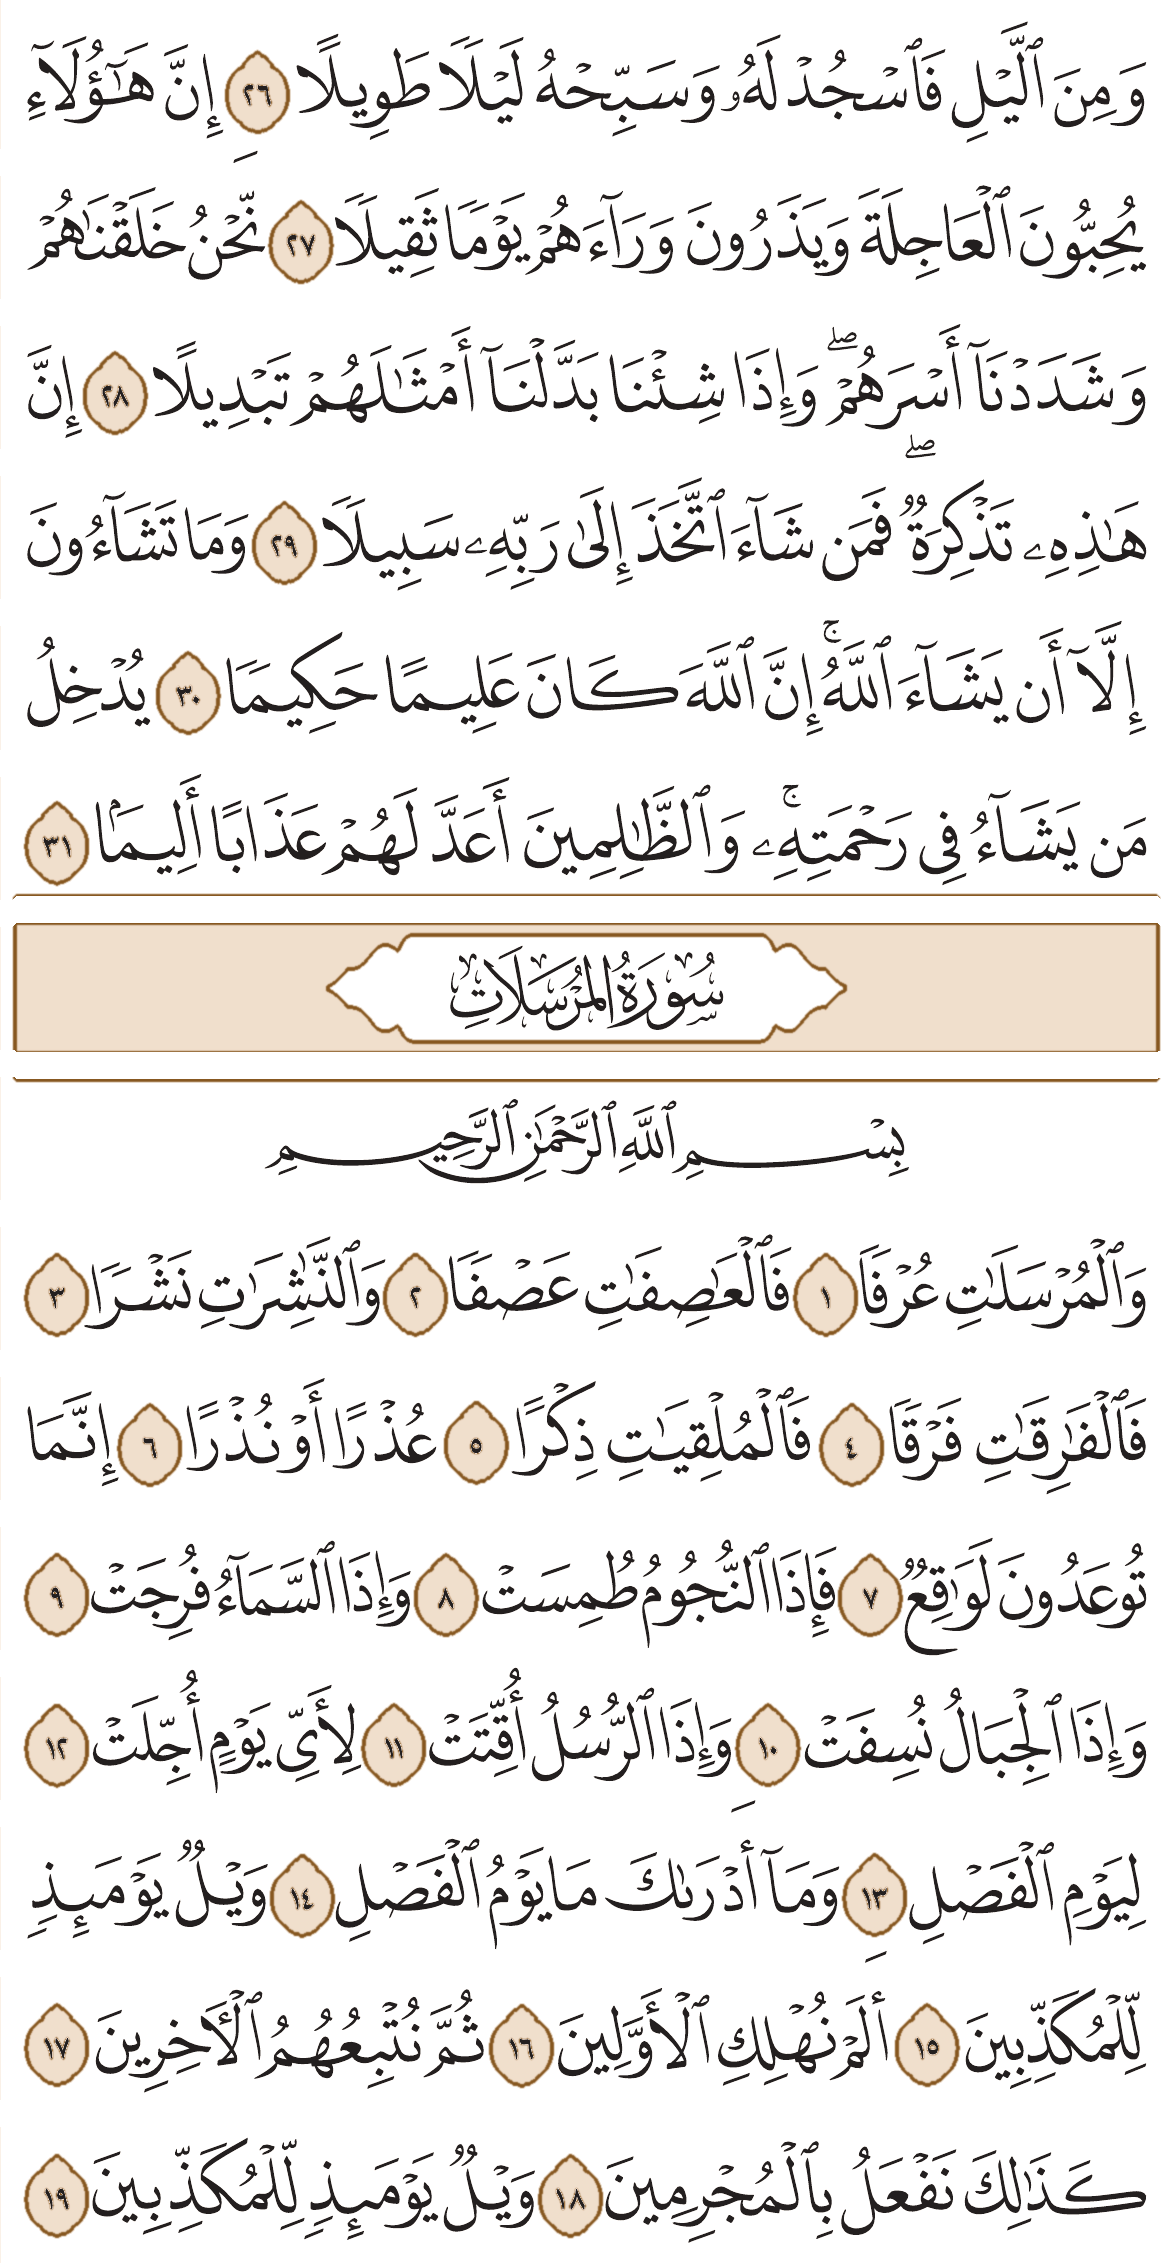 وَمِنَ ٱلَّيْلِ فَٱسْجُدْ لَهُۥ وَسَبِّحْهُ لَيْلًا طَوِيلًا ٢٦ إِنَّ هَٰٓؤُلَآءِ
يُحِبُّونَ ٱلْعَاجِلَةَ وَيَذَرُونَ وَرَآءَهُمْ يَوْمًا ثَقِيلًا ٢٧ نَّحْنُ خَلَقْنَٰهُمْ
وَشَدَدْنَآ أَسْرَهُمْ ۖ وَإِذَا شِئْنَا بَدَّلْنَآ أَمْثَٰلَهُمْ تَبْدِيلًا ٢٨ إِنَّ
هَٰذِهِۦ تَذْكِرَةٌ ۖ فَمَن شَآءَ ٱتَّخَذَ إِلَىٰ رَبِّهِۦ سَبِيلًا ٢٩ وَمَا تَشَآءُونَ
إِلَّآ أَن يَشَآءَ ٱللَّهُ ۚ إِنَّ ٱللَّهَ كَانَ عَلِيمًا حَكِيمًا ٣٠ يُدْخِلُ
مَن يَشَآءُ فِى رَحْمَتِهِۦ ۚ وَٱلظَّٰلِمِينَ أَعَدَّ لَهُمْ عَذَابًا أَلِيمًۢا ٣١
سُورَةُ المُرْسَلَاتِ
بِسْمِ ٱللَّهِ ٱلرَّحْمَٰنِ ٱلرَّحِيمِ
وَٱلْمُرْسَلَٰتِ عُرْفًا ١ فَٱلْعَٰصِفَٰتِ عَصْفًا ٢ وَٱلنَّٰشِرَٰتِ نَشْرًا ٣
فَٱلْفَٰرِقَٰتِ فَرْقًا ٤ فَٱلْمُلْقِيَٰتِ ذِكْرًا ٥ عُذْرًا أَوْ نُذْرًا ٦ إِنَّمَا
تُوعَدُونَ لَوَٰقِعٌ ٧ فَإِذَا ٱلنُّجُومُ طُمِسَتْ ٨ وَإِذَا ٱلسَّمَآءُ فُرِجَتْ ٩
وَإِذَا ٱلْجِبَالُ نُسِفَتْ ١٠ وَإِذَا ٱلرُّسُلُ أُقِّتَتْ ١١ لِأَىِّ يَوْمٍ أُجِّلَتْ ١٢
لِيَوْمِ ٱلْفَصْلِ ١٣ وَمَآ أَدْرَىٰكَ مَا يَوْمُ ٱلْفَصْلِ ١٤ وَيْلٌ يَوْمَئِذٍ
لِّلْمُكَذِّبِينَ ١٥ أَلَمْ نُهْلِكِ ٱلْأَوَّلِينَ ١٦ ثُمَّ نُتْبِعُهُمُ ٱلْءَاخِرِينَ ١٧
كَذَٰلِكَ نَفْعَلُ بِٱلْمُجْرِمِينَ ١٨ وَيْلٌ يَوْمَئِذٍ لِّلْمُكَذِّبِينَ ١٩